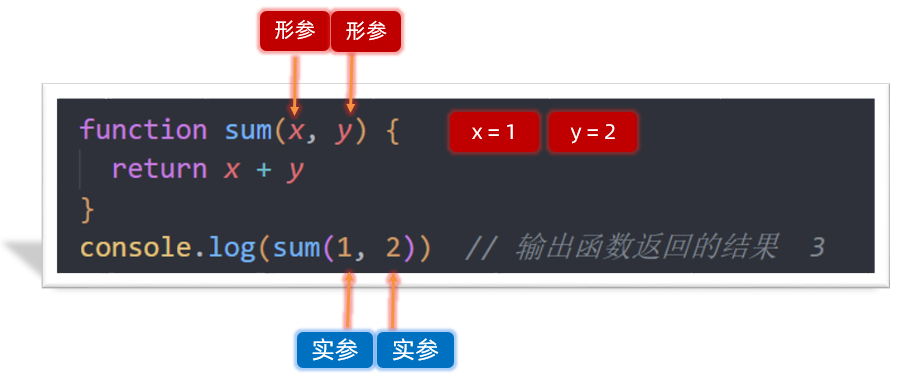 形参 形参
function sum(x, y) { x = 1 y = 2
return x + y
}
console.log(sum(1, 2)) // 输出函数返回的结果 3
实参 实参